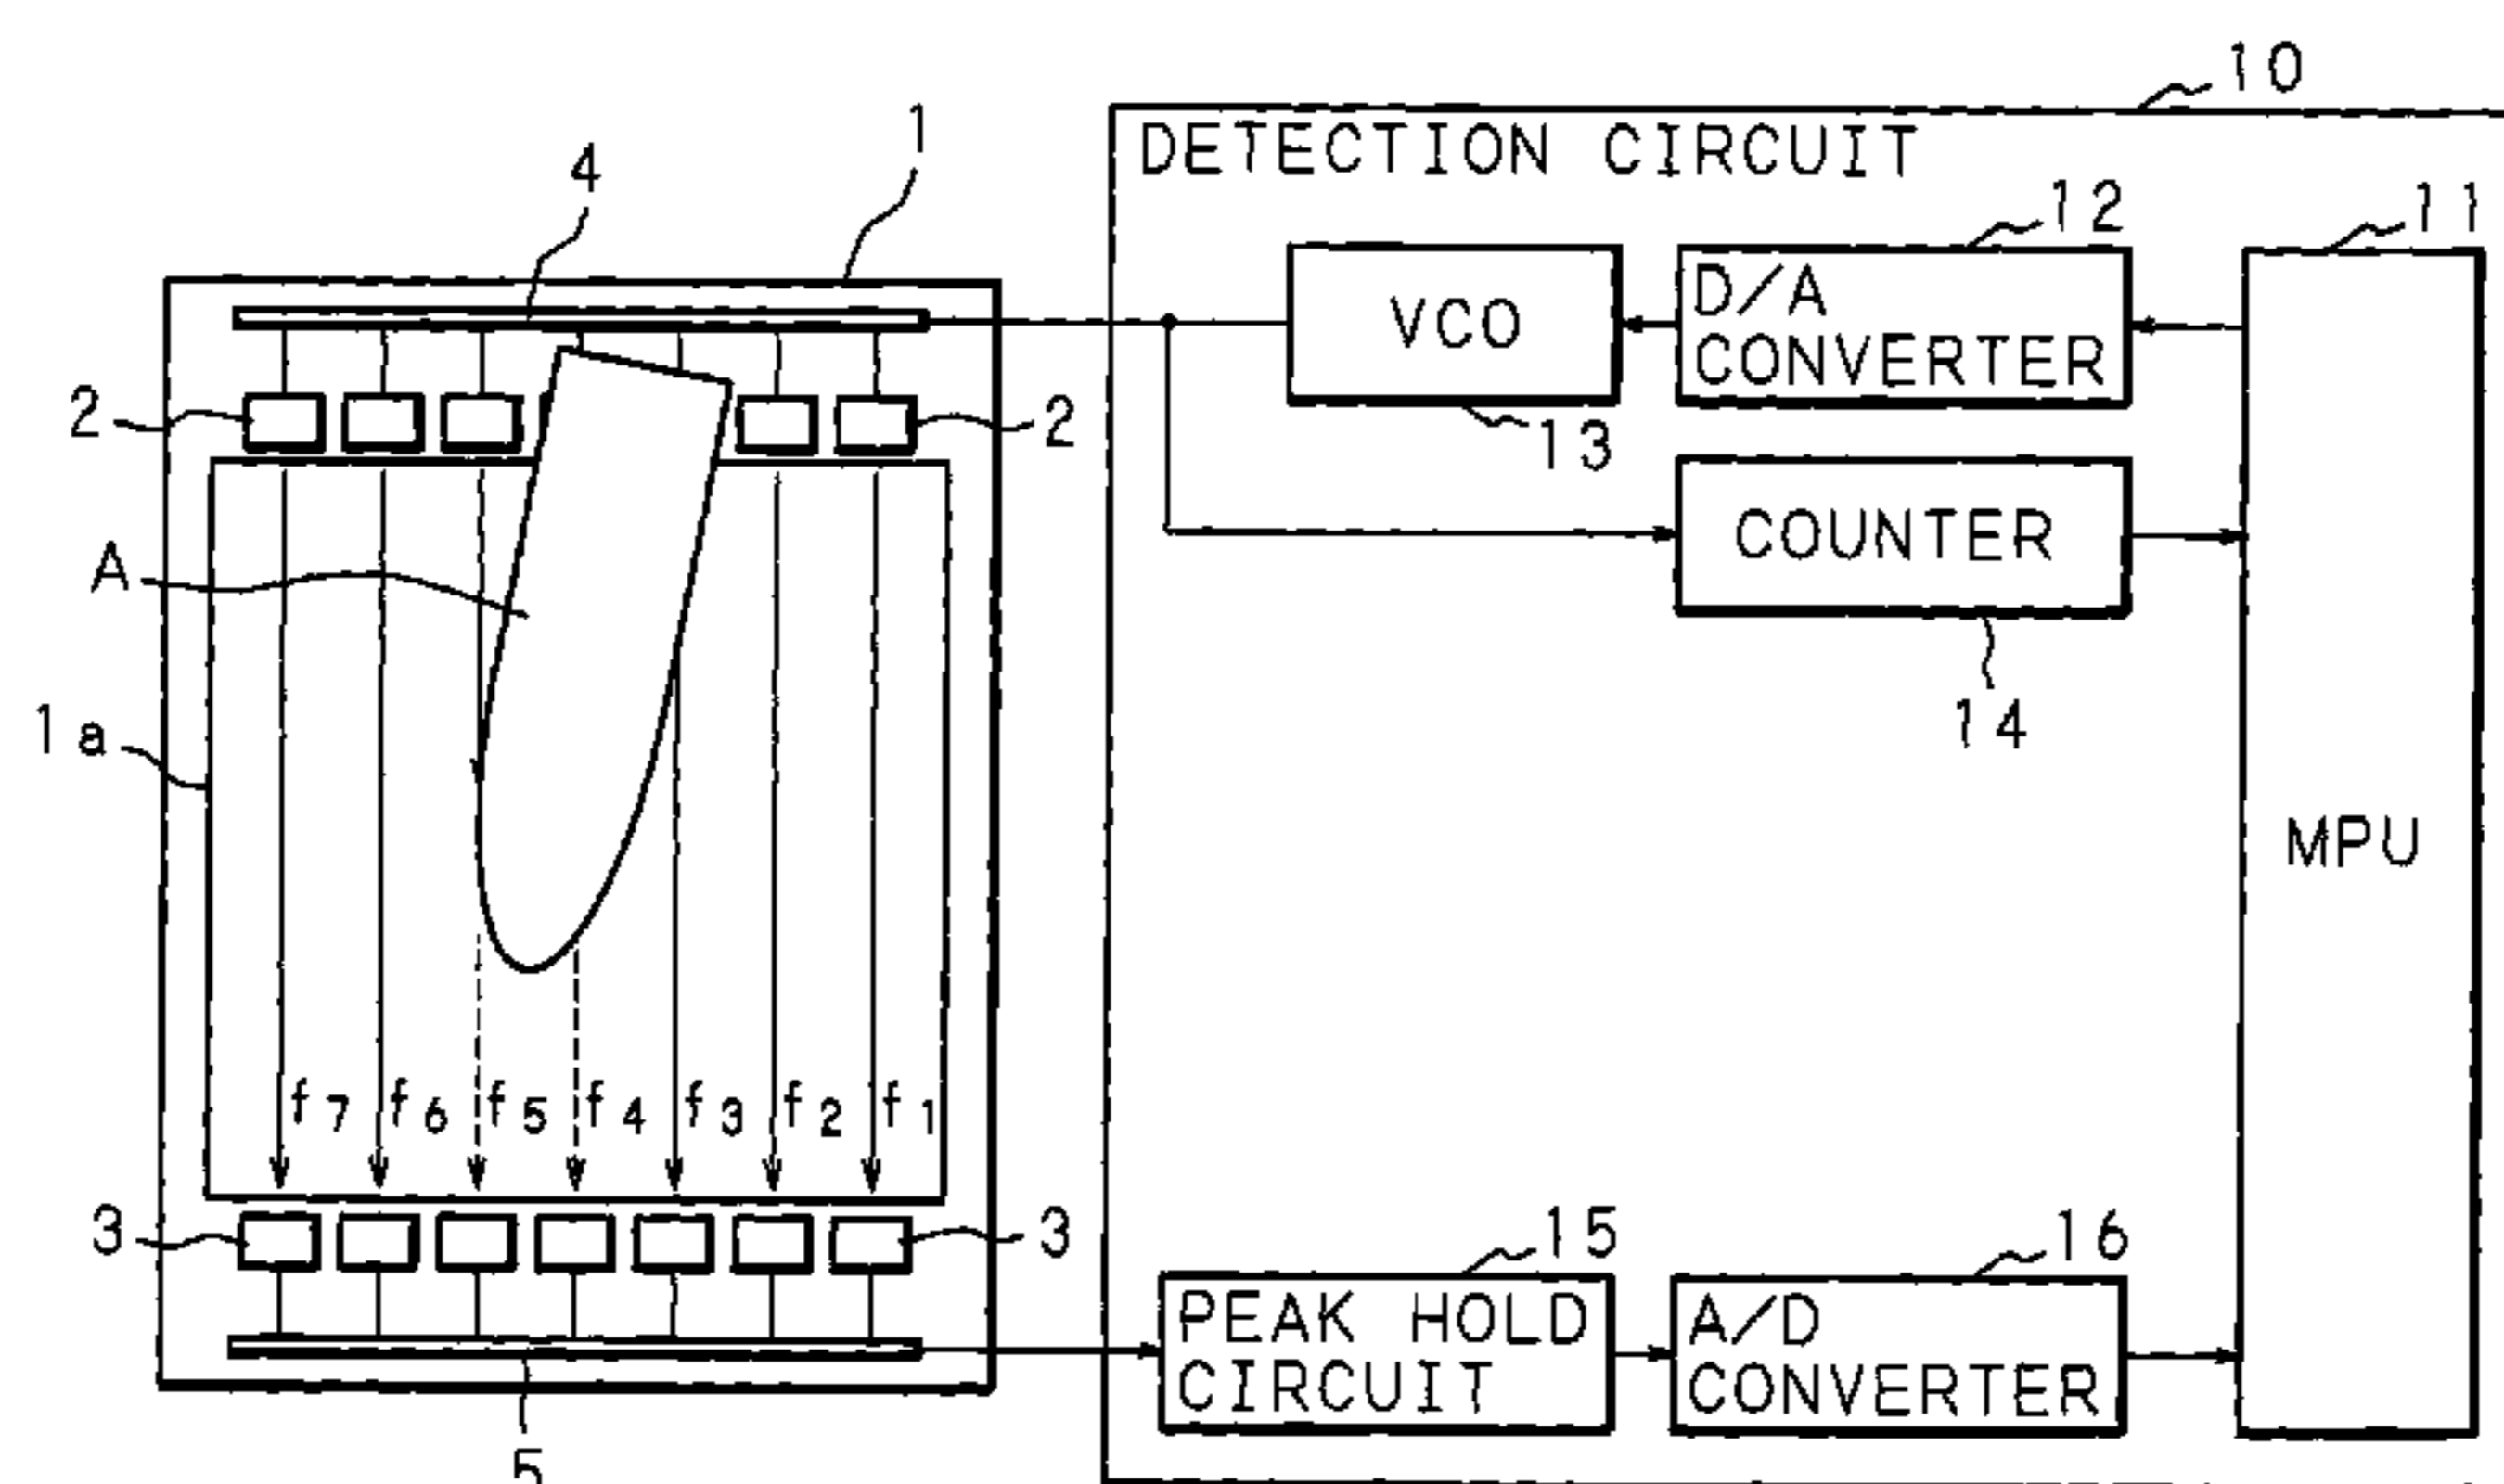 10
DETECTION CIRCUIT
1
4
12
11
VCO
D/A
CONVERTER
2
2
13
COUNTER
A
14
1a
MPU
f7 f6 f5 f4 f3 f2 f1
3
3
15
16
PEAK HOLD
CIRCUIT
A/D
CONVERTER
5